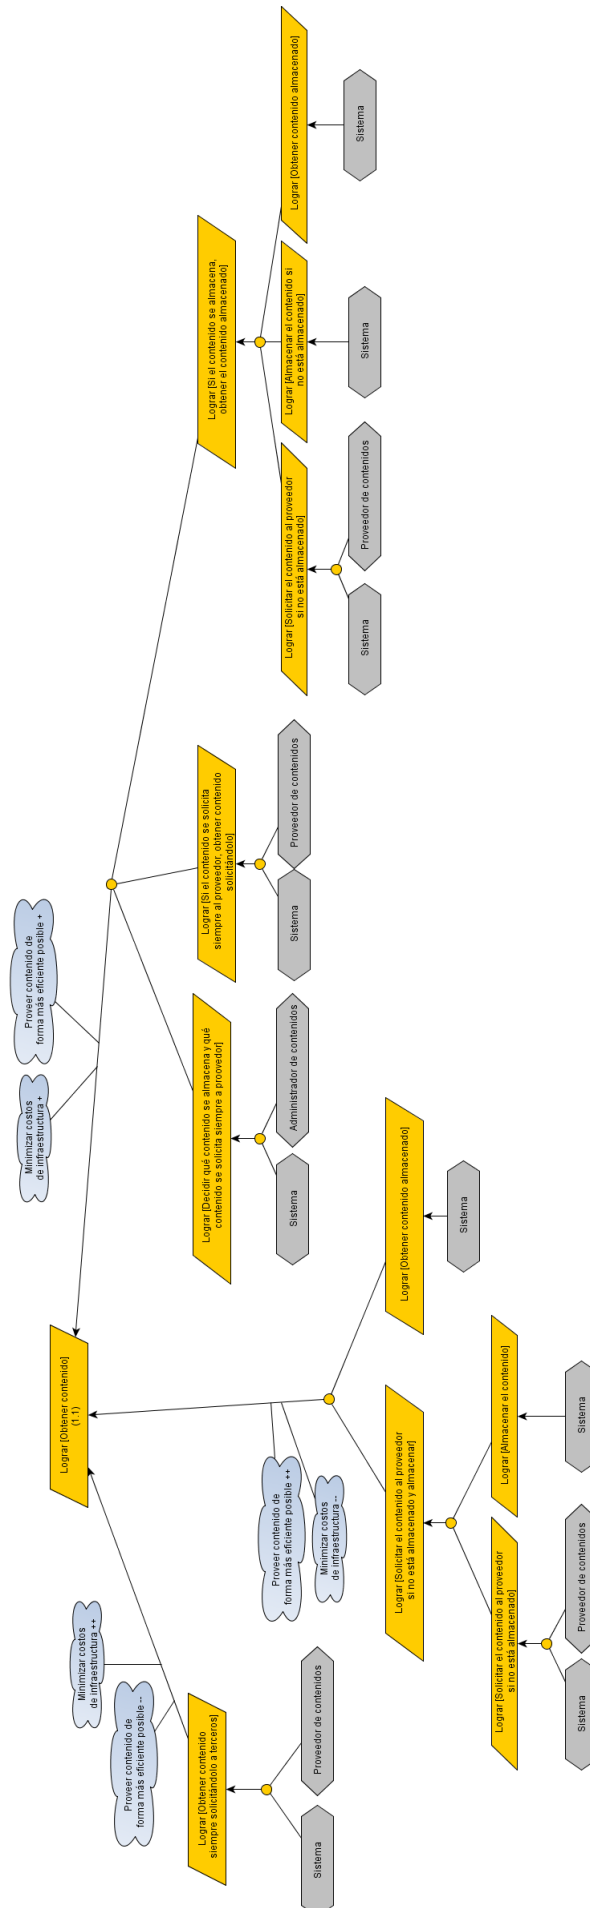 Lograr [Obtener contenido]
(1.1)
Minimizar costos
de infraestructura ++
Proveer contenido de
forma más eficiente posible --
Lograr [Obtener contenido
siempre solicitándolo a terceros]
Sistema
Proveedor de contenidos
Proveer contenido de
forma más eficiente posible ++
Minimizar costos
de infraestructura --
Lograr [Solicitar el contenido al proveedor
si no está almacenado y almacenar]
Lograr [Solicitar el contenido al proveedor
si no está almacenado]
Sistema
Proveedor de contenidos
Lograr [Almacenar el contenido]
Sistema
Lograr [Obtener contenido almacenado]
Sistema
Minimizar costos
de infraestructura +
Proveer contenido de
forma más eficiente posible +
Lograr [Decidir qué contenido se almacena y qué
contenido se solicita siempre a proovedor]
Sistema
Administrador de contenidos
Lograr [Si el contenido se solicita
siempre al proveedor, obtener contenido
solicitándolo]
Sistema
Proveedor de contenidos
Lograr [Si el contenido se almacena,
obtener el contenido almacenado]
Lograr [Solicitar el contenido al proveedor
si no está almacenado]
Sistema
Proveedor de contenidos
Lograr [Almacenar el contenido si
no está almacenado]
Sistema
Lograr [Obtener contenido almacenado]
Sistema